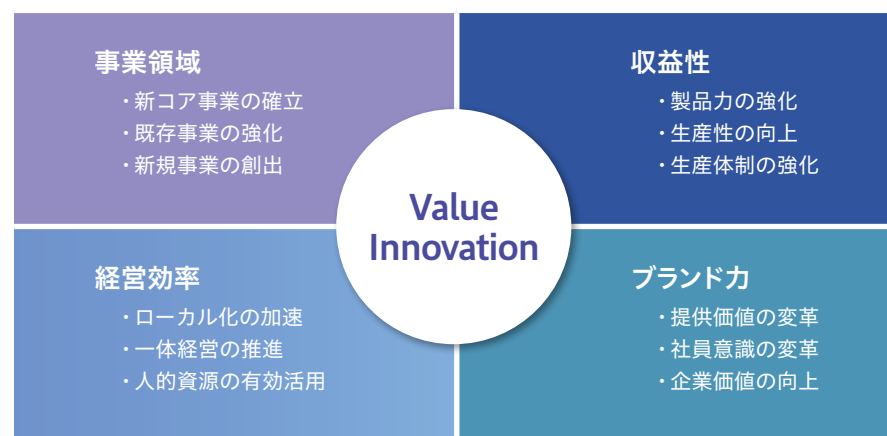 事業領域
・新コア事業の確立
・既存事業の強化
・新規事業の創出
収益性
・製品力の強化
・生産性の向上
・生産体制の強化
Value
Innovation
経営効率
・ローカル化の加速
・一体経営の推進
・人的資源の有効活用
ブランド力
・提供価値の変革
・社員意識の変革
・企業価値の向上